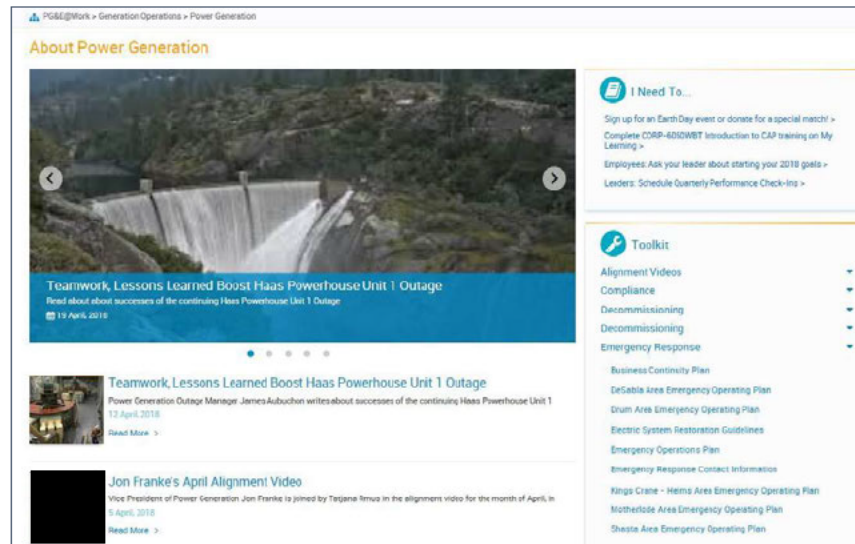 PG&E@Work > Generation Operations > Power Generation
About Power Generation
Teamwork, Lessons Learned Boost Haas Powerhouse Unit 1 Outage
Read about about successes of the continuing Haas Powerhouse Unit 1 Outage
19 April, 2018
Teamwork, Lessons Learned Boost Haas Powerhouse Unit 1 Outage
Power Generation Outage Manager James Aubuchon writes about successes of the continuing Haas Powerhouse Unit 1
12 April, 2018
Read More >
Jon Franke's April Alignment Video
Vice President of Power Generation Jon Franke is joined by Tatjana Rmus in the alignment video for the month of April, in
5 April, 2018
Read More >
I Need To...
Sign up for an Earth Day event or donate for a special match! >
Complete CORP-6050WBT Introduction to CAP training on My
Learning >
Employees: Ask your leader about starting your 2018 goals >
Leaders: Schedule Quarterly Performance Check-Ins >
Toolkit
Alignment Videos
Compliance
Decommissioning
Decommissioning
Emergency Response
Business Continuity Plan
DeSabla Area Emergency Operating Plan
Drum Area Emergency Operating Plan
Electric System Restoration Guidelines
Emergency Operations Plan
Emergency Response Contact Information
Kings Crane - Helms Area Emergency Operating Plan
Motherlode Area Emergency Operating Plan
Shasta Area Emergency Operating Plan